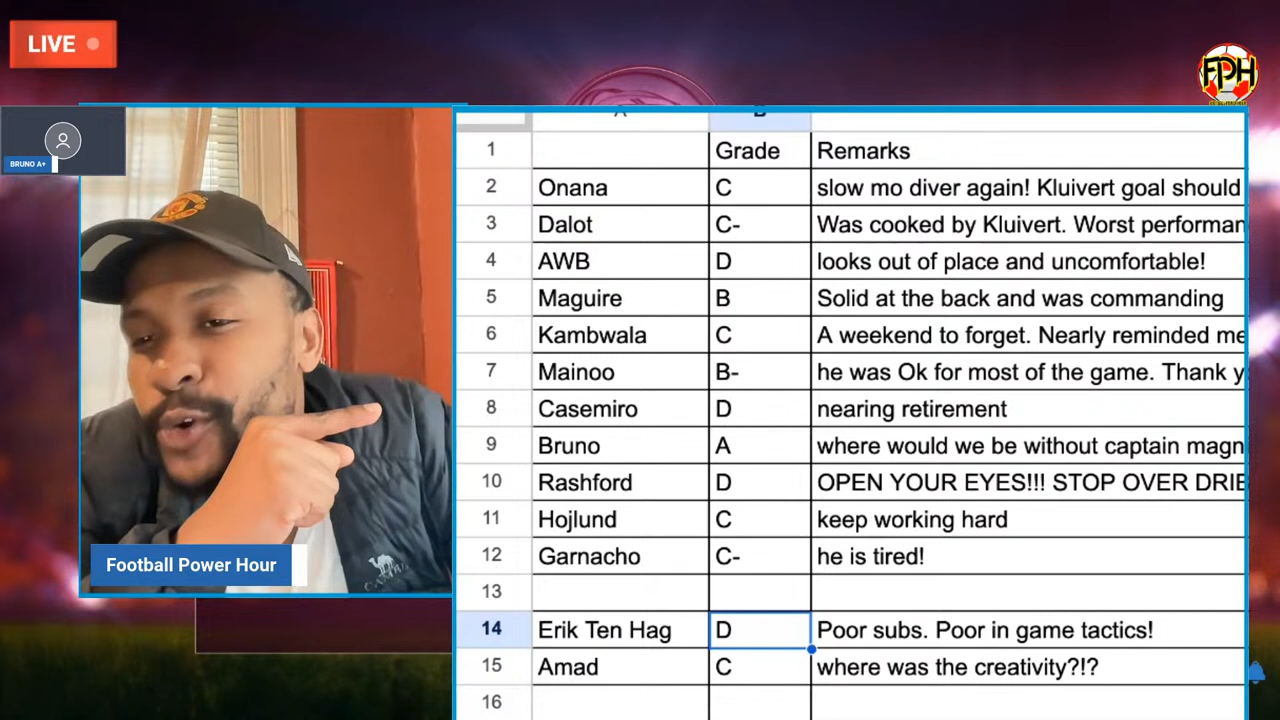 LIVE
FPH
BRUNO A+
Football Power Hour
1 Grade Remarks
2 Onana C slow mo diver again! Kluivert goal should
3 Dalot C- Was cooked by Kluivert. Worst performan
4 AWB D looks out of place and uncomfortable!
5 Maguire B Solid at the back and was commanding
6 Kambwala C A weekend to forget. Nearly reminded me
7 Mainoo B- he was Ok for most of the game. Thank y
8 Casemiro D nearing retirement
9 Bruno A where would we be without captain magn
10 Rashford D OPEN YOUR EYES!!! STOP OVER DRIB
11 Hojlund C keep working hard
12 Garnacho C- he is tired!
13
14 Erik Ten Hag D Poor subs. Poor in game tactics!
15 Amad C where was the creativity?!?
16